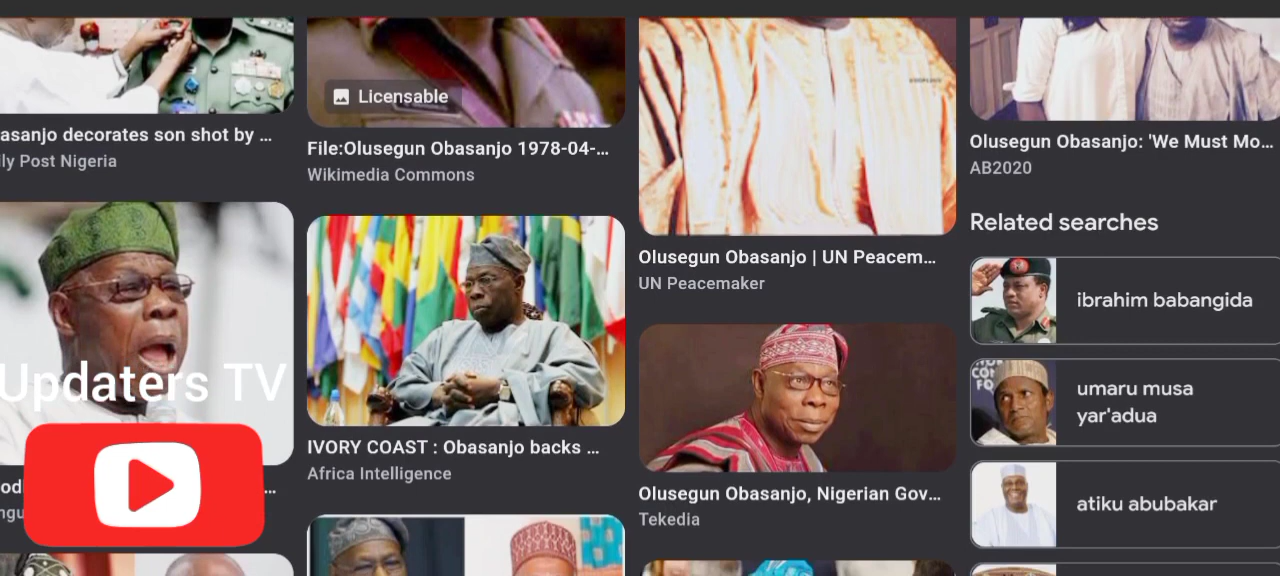 asanjo decorates son shot by ...
ily Post Nigeria
Updaters TV
Licensable
File:Olusegun Obasanjo 1978-04-...
Wikimedia Commons
IVORY COAST : Obasanjo backs ...
Africa Intelligence
Olusegun Obasanjo | UN Peacem...
UN Peacemaker
Olusegun Obasanjo, Nigerian Gov...
Tekedia
Olusegun Obasanjo: 'We Must Mo...
AB2020
Related searches
ibrahim babangida
umaru musa
yar'adua
atiku abubakar